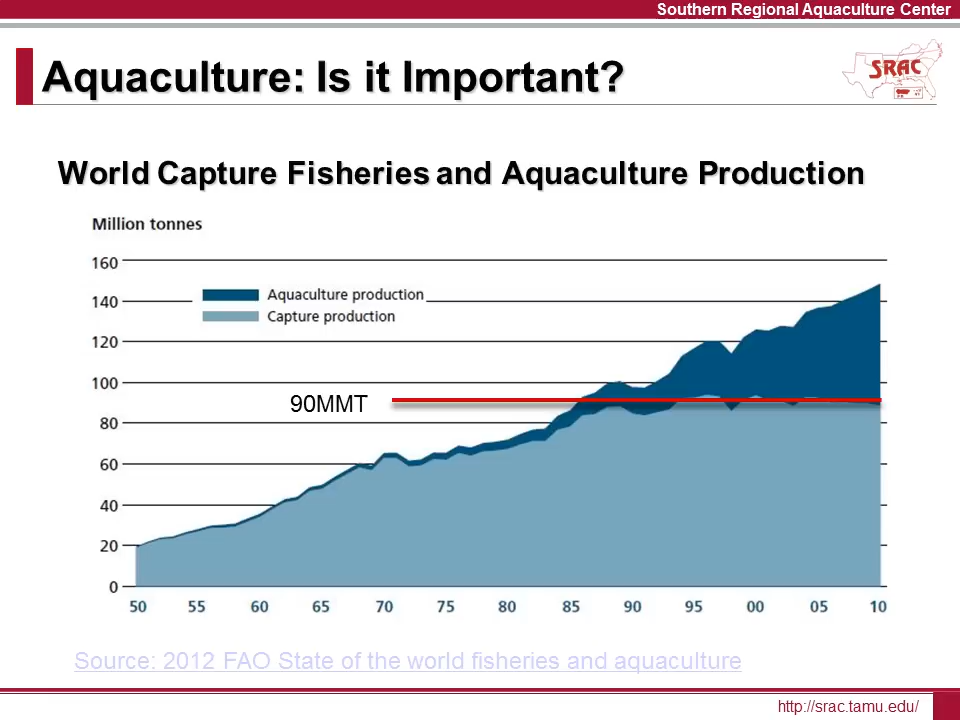 Southern Regional Aquaculture Center
Aquaculture: Is it Important?
SRAC
World Capture Fisheries and Aquaculture Production
Million tonnes
160
Aquaculture production
140
Capture production
120
100
90MMT
80
60
40
20
0
50 55 60 65 70 75 80 85 90 95 00 05 10
Source: 2012 FAO State of the world fisheries and aquaculture
http://srac.tamu.edu/